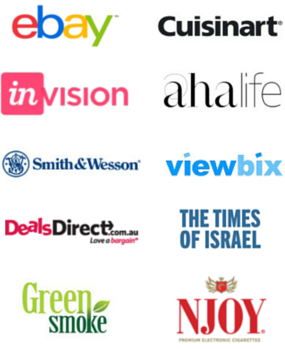 ebay™
Cuisinart®
invision
ahalife
Smith & Wesson®
viewbix
DealsDirect.com.au
Love a bargain®
THE TIMES
OF ISRAEL
Green
smoke
NJOY®
PREMIUM ELECTRONIC CIGARETTES